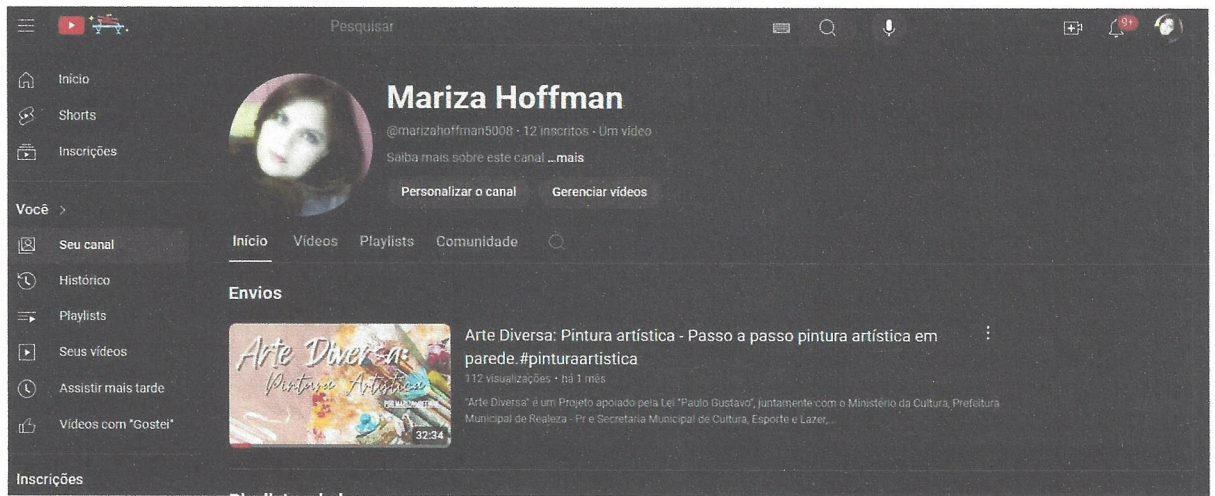 Pesquisar
9+
Início
Shorts
Inscrições
Você >
Seu canal
Histórico
Playlists
Seus vídeos
Assistir mais tarde
Vídeos com "Gostei"
Inscrições
Mariza Hoffman
@marizahoffman5008 • 12 inscritos • Um vídeo
Saiba mais sobre este canal ...mais
Personalizar o canal
Gerenciar vídeos
Início Vídeos Playlists Comunidade
Envios
Arte Diversa:
Pintura Artística
POR MARIZA HOFFMAN
32:34
Arte Diversa: Pintura artística - Passo a passo pintura artística em
parede.#pinturaartistica
112 visualizações • há 1 mês
"Arte Diversa" é um Projeto apoiado pela Lei "Paulo Gustavo", juntamente com o Ministério da Cultura, Prefeitura
Municipal de Realeza - Pr e Secretaria Municipal de Cultura, Esporte e Lazer,...